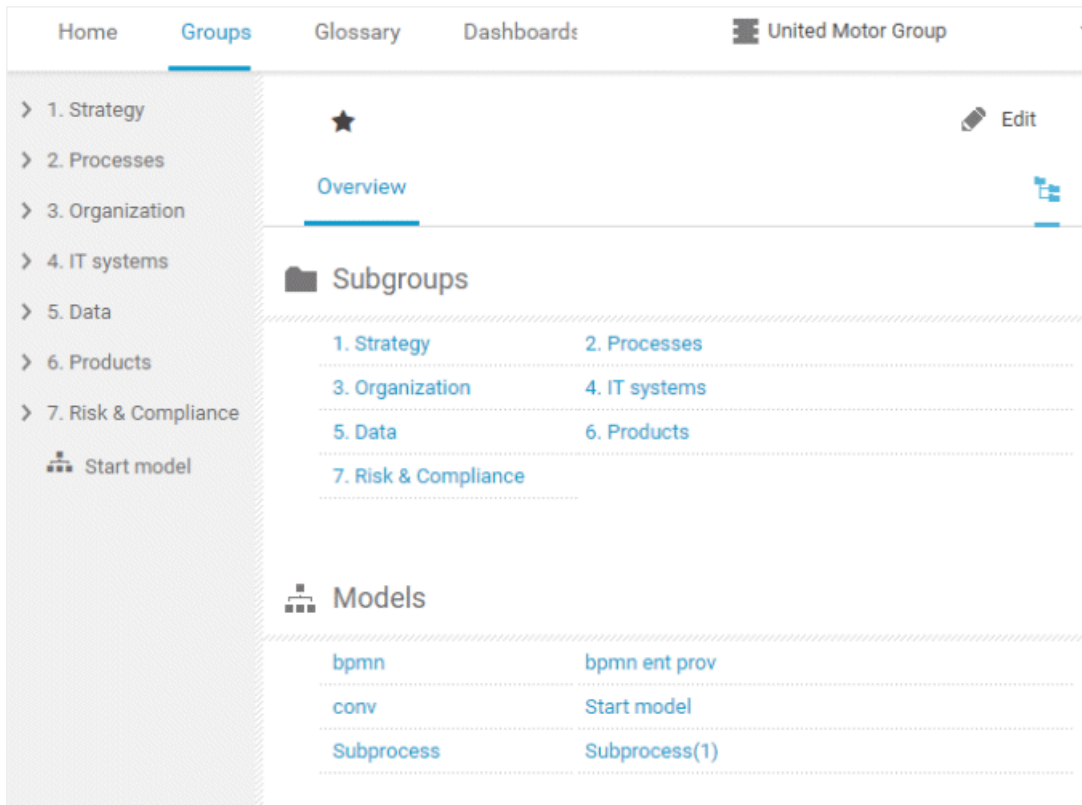 Home Groups Glossary Dashboards United Motor Group
1. Strategy
2. Processes
3. Organization
4. IT systems
5. Data
6. Products
7. Risk & Compliance
Start model
Edit
Overview
Subgroups
1. Strategy 2. Processes
3. Organization 4. IT systems
5. Data 6. Products
7. Risk & Compliance
Models
bpmn bpmn ent prov
conv Start model
Subprocess Subprocess(1)